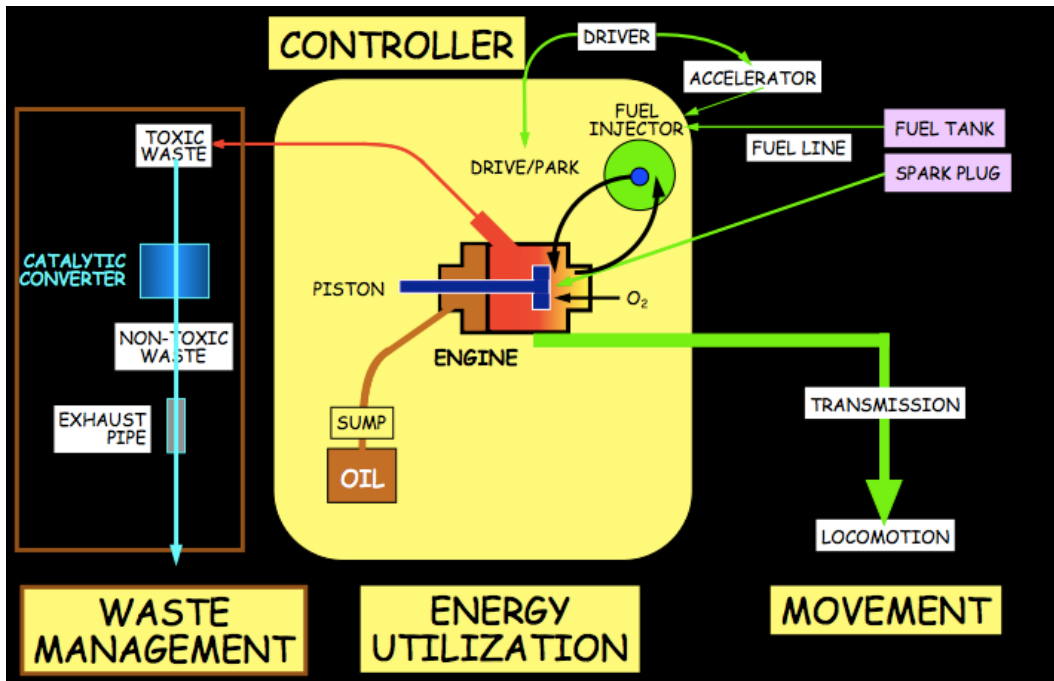 CONTROLLER
DRIVER
ACCELERATOR
FUEL
INJECTOR
FUEL TANK
FUEL LINE
SPARK PLUG
TOXIC
WASTE
DRIVE/PARK
CATALYTIC
CONVERTER
PISTON
O₂
NON-TOXIC
WASTE
ENGINE
EXHAUST
PIPE
SUMP
OIL
TRANSMISSION
LOCOMOTION
WASTE
MANAGEMENT
ENERGY
UTILIZATION
MOVEMENT